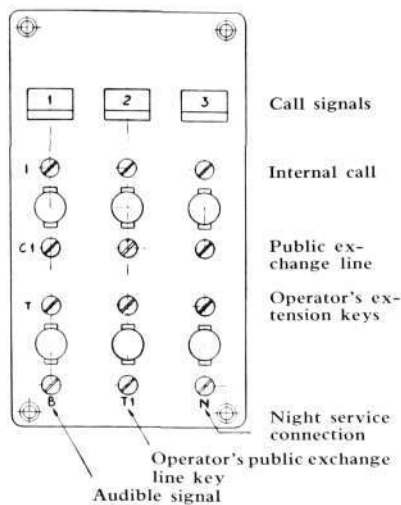 1 2 3
Call signals
I
Internal call
C1
Public ex-
change line
T
Operator's ex-
tension keys
B T1 N
Night service
connection
Operator's public exchange
line key
Audible signal